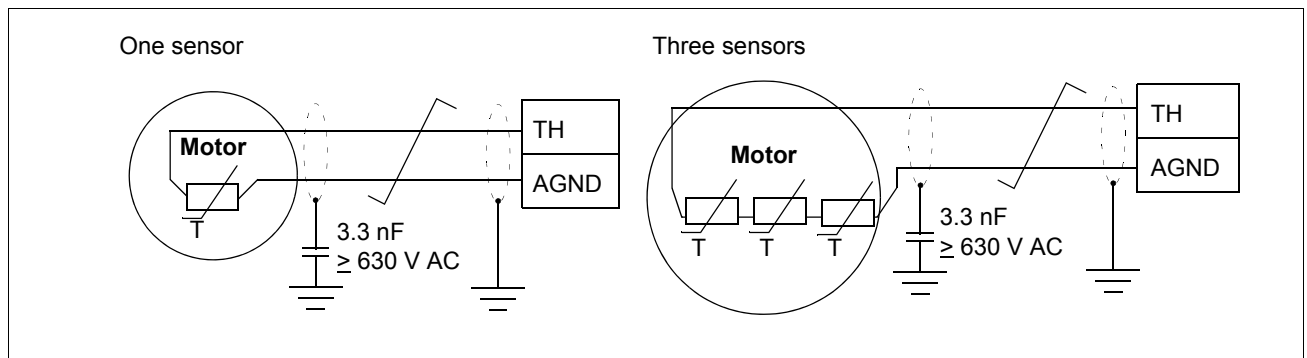 One sensor
Three sensors
Motor
T
TH
AGND
3.3 nF
≥ 630 V AC
Motor
T
T
T
TH
AGND
3.3 nF
≥ 630 V AC